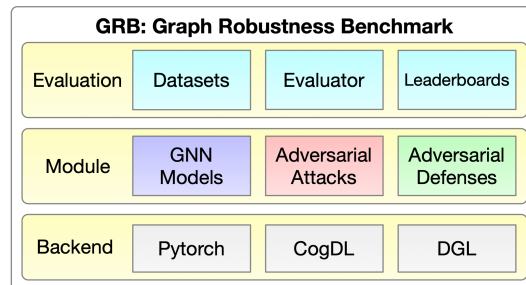 GRB: Graph Robustness Benchmark
Evaluation
Datasets
Evaluator
Leaderboards
Module
GNN
Models
Adversarial
Attacks
Adversarial
Defenses
Backend
Pytorch
CogDL
DGL